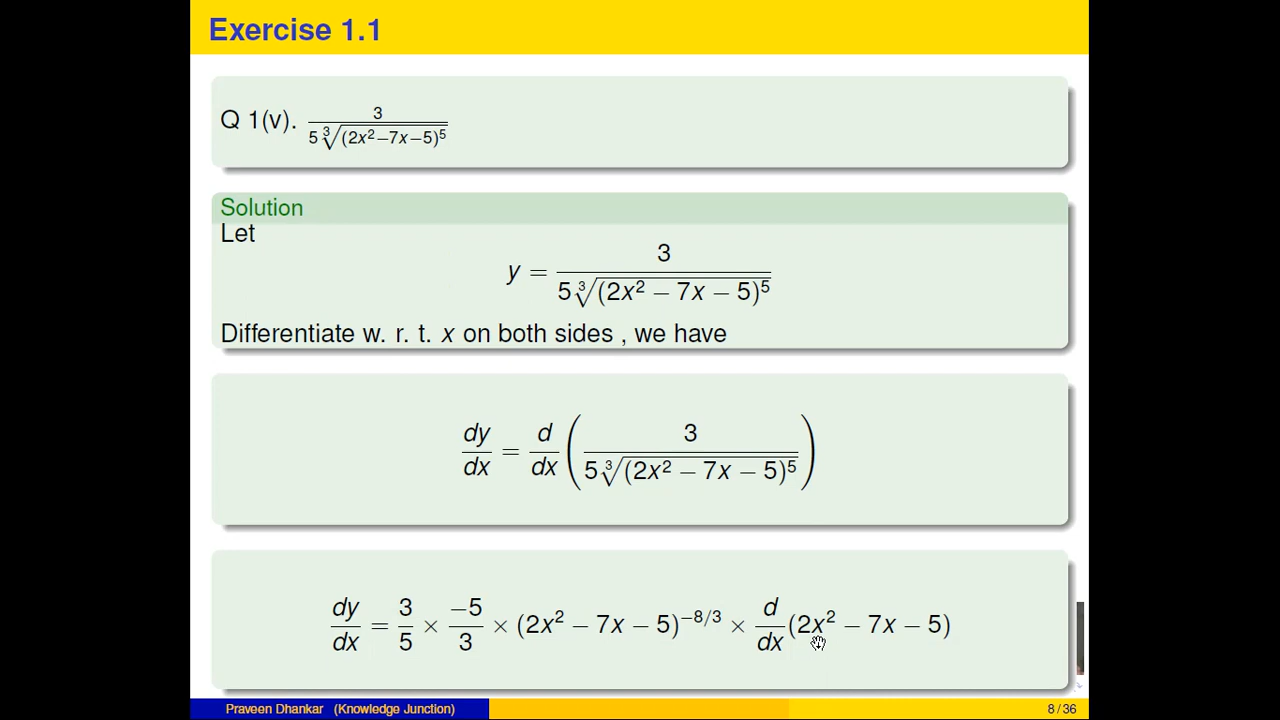 Exercise 1.1
Q 1(v). 3 / (5∛(2x²−7x−5)⁵)
Solution
Let
y = 3 / (5∛(2x² − 7x − 5)⁵)
Differentiate w. r. t. x on both sides , we have
dy/dx = d/dx (3 / (5∛(2x² − 7x − 5)⁵))
dy/dx = 3/5 × −5/3 × (2x² − 7x − 5)^−8/3 × d/dx (2x² − 7x − 5)
Praveen Dhankar (Knowledge Junction) 8 / 36